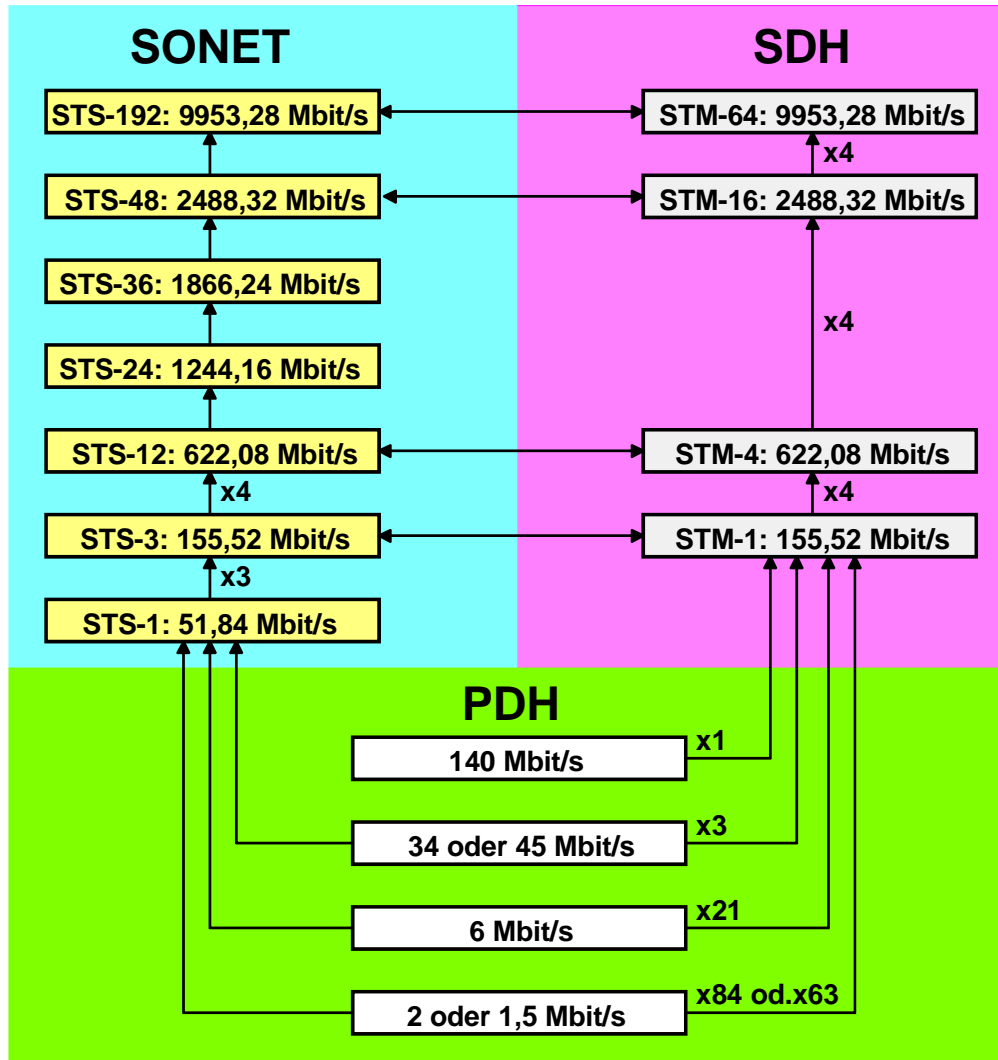 SONET
SDH
STS-192: 9953,28 Mbit/s
STM-64: 9953,28 Mbit/s
x4
STS-48: 2488,32 Mbit/s
STM-16: 2488,32 Mbit/s
STS-36: 1866,24 Mbit/s
x4
STS-24: 1244,16 Mbit/s
STS-12: 622,08 Mbit/s
STM-4: 622,08 Mbit/s
x4
x4
STS-3: 155,52 Mbit/s
STM-1: 155,52 Mbit/s
x3
STS-1: 51,84 Mbit/s
PDH
x1
140 Mbit/s
x3
34 oder 45 Mbit/s
x21
6 Mbit/s
x84 od.x63
2 oder 1,5 Mbit/s